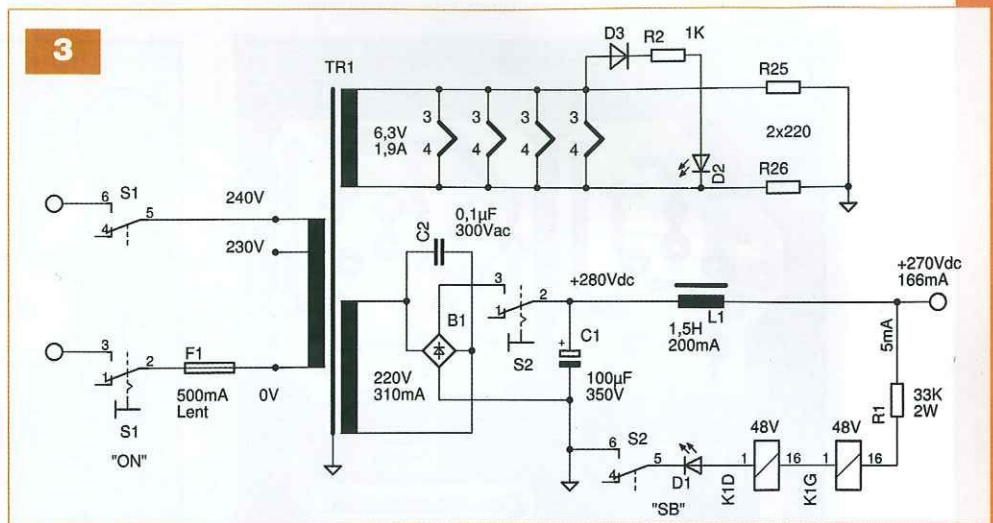 3
TR1
D3
R2
1K
R25
3
3
3
3
6,3V
1,9A
4
4
4
4
2x220
D2
R26
6
S1
5
4
240V
230V
0,1µF
300Vac
C2
3
2
1
S2
+280Vdc
+270Vdc
166mA
B1
L1
1,5H
200mA
C1
+
100µF
350V
220V
310mA
5mA
33K
2W
R1
3
2
1
F1
500mA
Lent
0V
S1
"ON"
6
S2
5
4
"SB"
D1
K1D
48V
1
16
K1G
48V
1
16